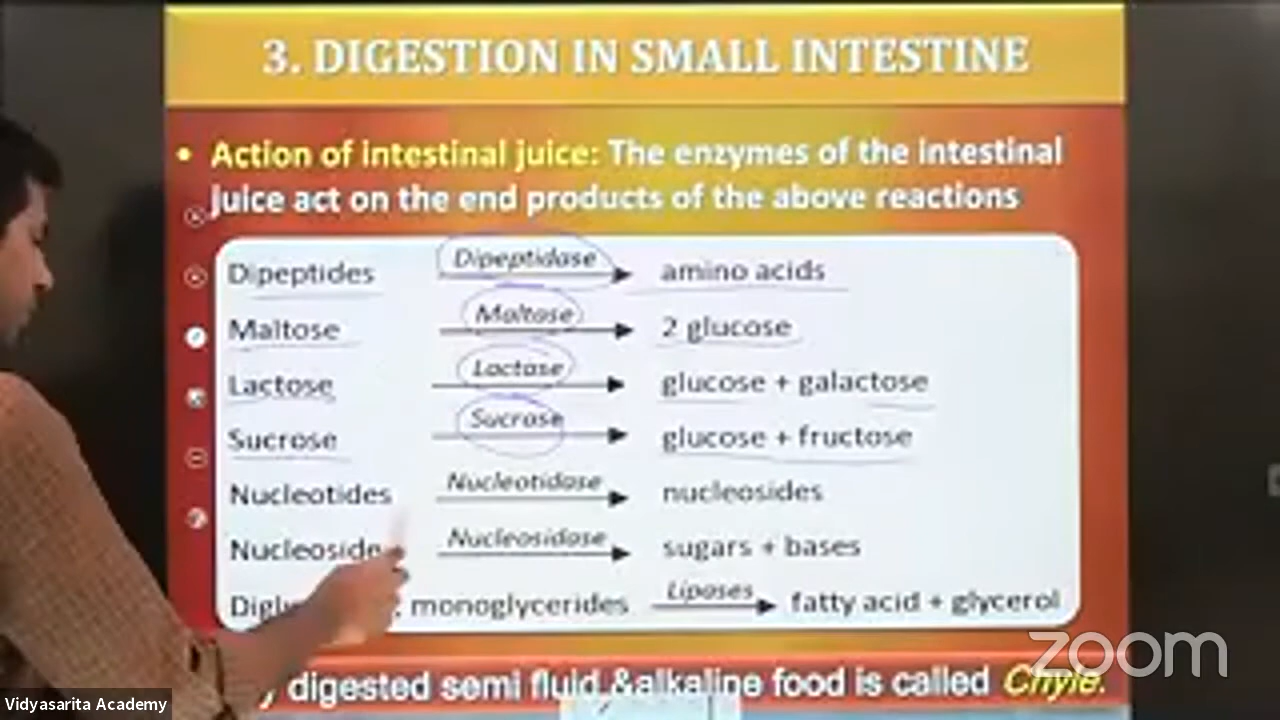 3. DIGESTION IN SMALL INTESTINE
• Action of intestinal juice: The enzymes of the intestinal
juice act on the end products of the above reactions
Dipeptides Dipeptidase amino acids
Maltose Maltase 2 glucose
Lactose Lactase glucose + galactose
Sucrose Sucrase glucose + fructose
Nucleotides Nucleotidase nucleosides
Nucleoside Nucleosidase sugars + bases
monoglycerides Lipases fatty acid + glycerol
digested semi fluid &alkaline food is called Chyle.
zoom
Vidyasarita Academy